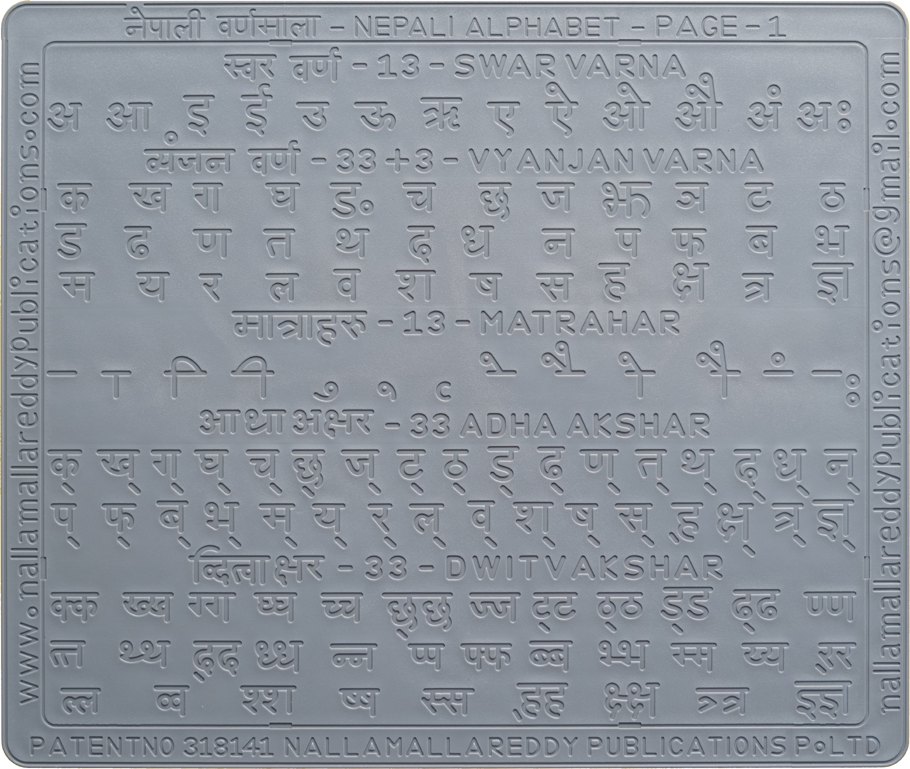 नेपाली वर्णमाला – NEPALI ALPHABET – PAGE – 1
स्वर वर्ण – 13 – SWAR VARNA
अ आ इ ई उ ऊ ऋ ए ऐ ओ औ अं अः
व्यंजन वर्ण – 33+3 – VYANJAN VARNA
क ख ग घ ङ च छ ज झ ञ ट ठ
ड ढ ण त थ द ध न प फ ब भ
म य र ल व श ष स ह क्ष त्र ज्ञ
मात्राहरु – 13 – MATRAHAR
आधा अक्षर – 33 ADHA AKSHAR
क् ख् ग् घ् च् छ् ज् ट् ठ् ड् ढ् ण् त् थ् द् ध् न्
प् फ् ब् भ् म् य् र् ल् व् श् ष् स् ह् क्ष् त्र् ज्ञ्
द्वित्वाक्षर – 33 – DWITVAKSHAR
क्क ख्ख ग्ग घ्घ च्च छ्छ ज्ज ट्ट ठ्ठ ड्ड ढ्ढ ण्ण
त्त थ्थ द्द ध्ध न्न प्प फ्फ ब्ब भ्भ स्स य्य र्र
ल्ल व्व श्श ष्ष स्स ह्ह क्ष्क्ष त्र्त्र ज्ञ्ज्ञ
PATENTNO 318141 NALLAMALLAREDDY PUBLICATIONS P.LTD
www.nallamallareddyPublications.com
nallamallareddyPublications@gmail.com